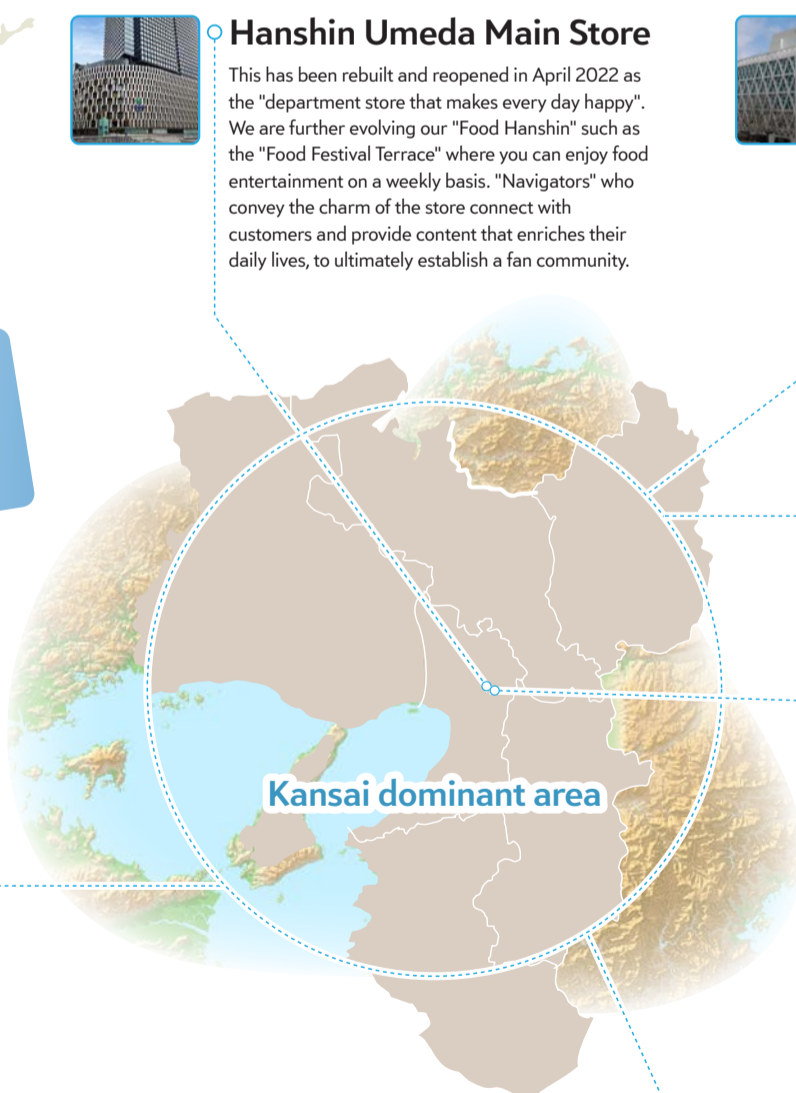 Hanshin Umeda Main Store
This has been rebuilt and reopened in April 2022 as
the "department store that makes every day happy".
We are further evolving our "Food Hanshin" such as
the "Food Festival Terrace" where you can enjoy food
entertainment on a weekly basis. "Navigators" who
convey the charm of the store connect with
customers and provide content that enriches their
daily lives, to ultimately establish a fan community.
Kansai dominant area